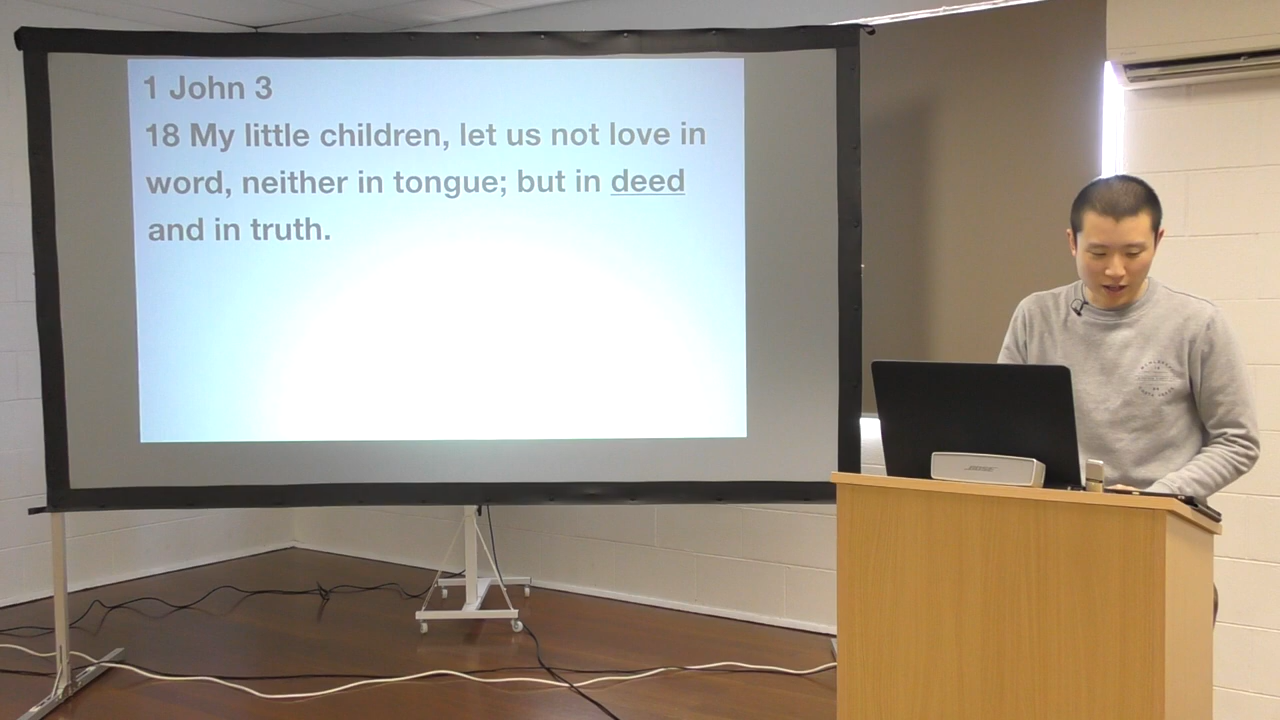 1 John 3
18 My little children, let us not love in
word, neither in tongue; but in deed
and in truth.